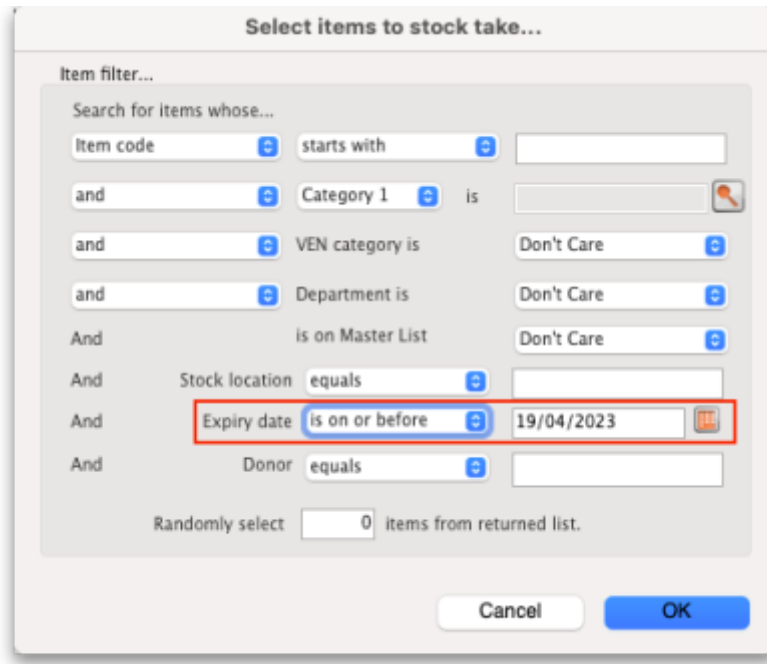 Select items to stock take...
Item filter...
Search for items whose...
Item code starts with
and Category 1 is
and VEN category is Don't Care
and Department is Don't Care
And is on Master List Don't Care
And Stock location equals
And Expiry date is on or before 19/04/2023
And Donor equals
Randomly select 0 items from returned list.
Cancel OK